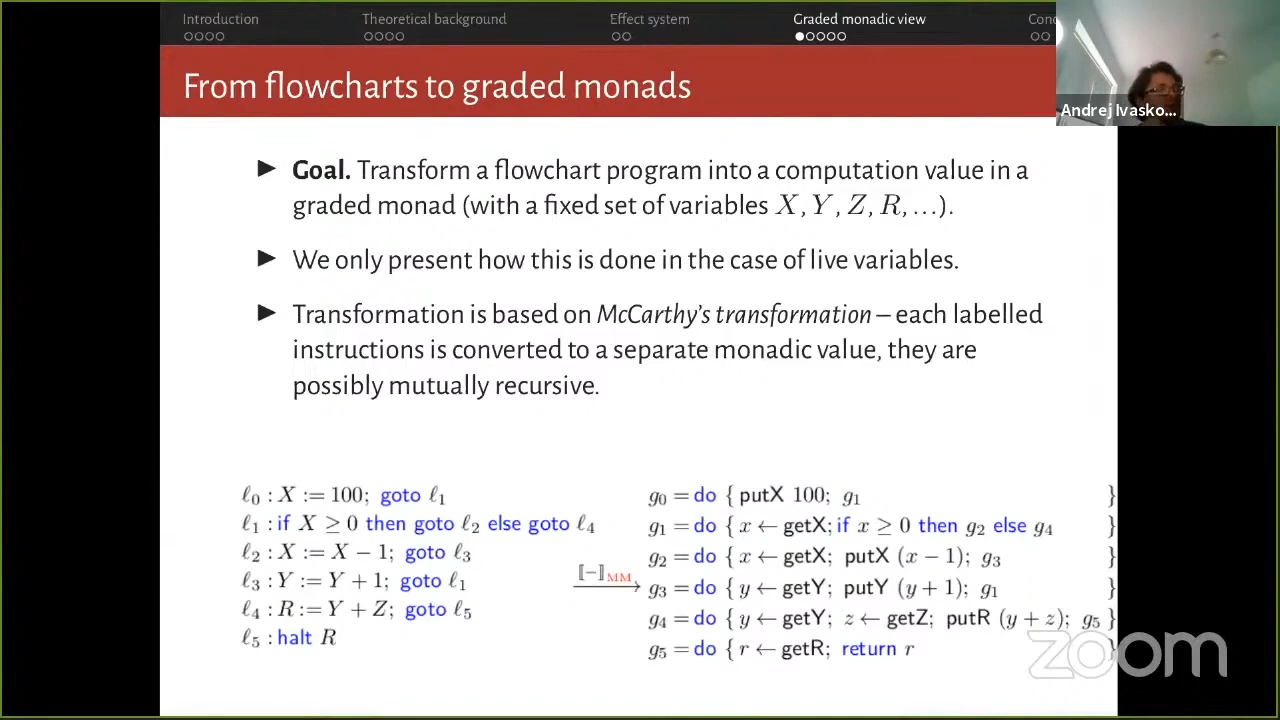 Introduction Theoretical background Effect system Graded monadic view Conc
From flowcharts to graded monads
Andrej Ivasko...
► Goal. Transform a flowchart program into a computation value in a
graded monad (with a fixed set of variables X, Y, Z, R, …).
► We only present how this is done in the case of live variables.
► Transformation is based on McCarthy's transformation – each labelled
instructions is converted to a separate monadic value, they are
possibly mutually recursive.
ℓ₀ : X := 100; goto ℓ₁
ℓ₁ : if X ≥ 0 then goto ℓ₂ else goto ℓ₄
ℓ₂ : X := X − 1; goto ℓ₃
ℓ₃ : Y := Y + 1; goto ℓ₁
ℓ₄ : R := Y + Z; goto ℓ₅
ℓ₅ : halt R
⟦−⟧MM
g₀ = do { putX 100; g₁ }
g₁ = do { x ← getX; if x ≥ 0 then g₂ else g₄ }
g₂ = do { x ← getX; putX (x − 1); g₃ }
g₃ = do { y ← getY; putY (y + 1); g₁ }
g₄ = do { y ← getY; z ← getZ; putR (y + z); g₅ }
g₅ = do { r ← getR; return r }
zoom